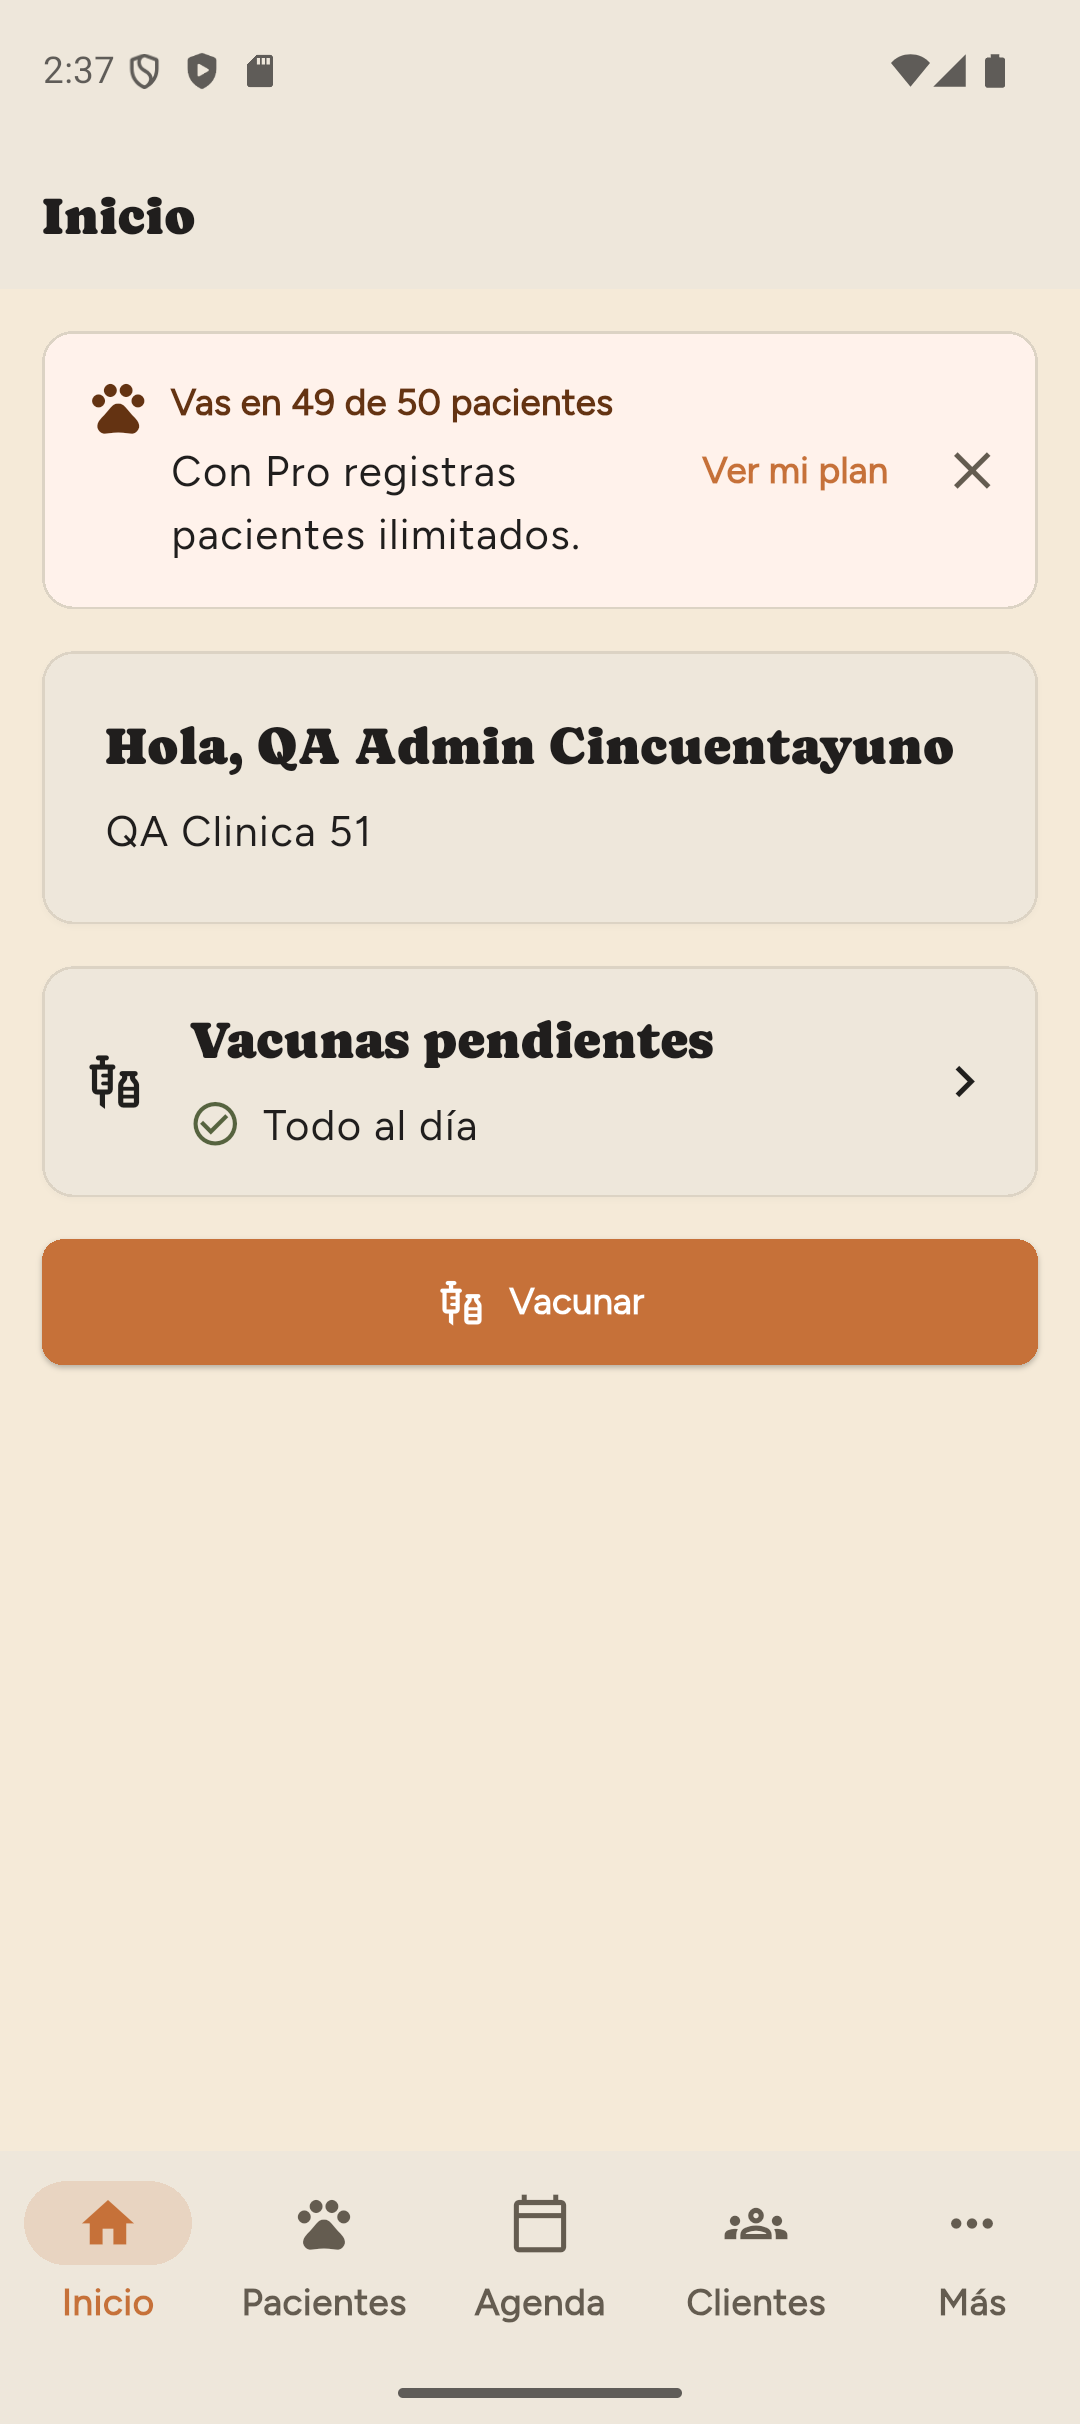 2:37
Inicio
Vas en 49 de 50 pacientes
Con Pro registras
pacientes ilimitados.
Ver mi plan
Hola, QA Admin Cincuentayuno
QA Clinica 51
Vacunas pendientes
Todo al día
Vacunar
Inicio
Pacientes
Agenda
Clientes
Más